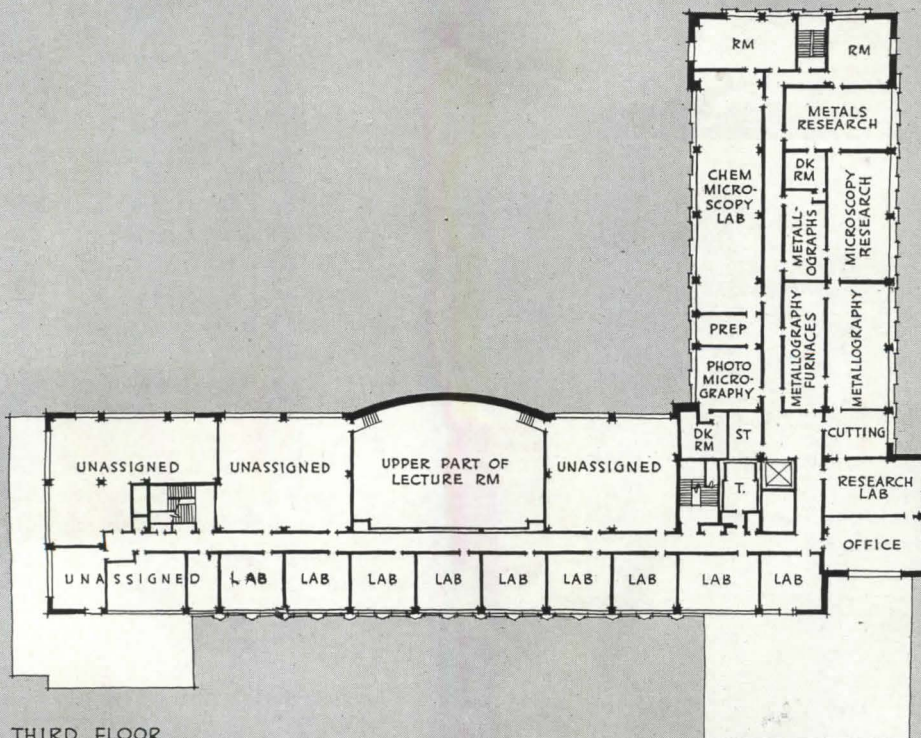 RM
RM
METALS
RESEARCH
DK
RM
CHEM
MICRO-
SCOPY
LAB
METALL-
OGRAPHS
MICROSCOPY
RESEARCH
PREP
METALLOGRAPHY
FURNACES
METALLOGRAPHY
PHOTO
MICRO-
GRAPHY
DK
RM
ST
CUTTING
UNASSIGNED
UNASSIGNED
UPPER PART OF
LECTURE RM
UNASSIGNED
T.
RESEARCH
LAB
OFFICE
UNASSIGNED
LAB
LAB
LAB
LAB
LAB
LAB
LAB
LAB
LAB
THIRD FLOOR